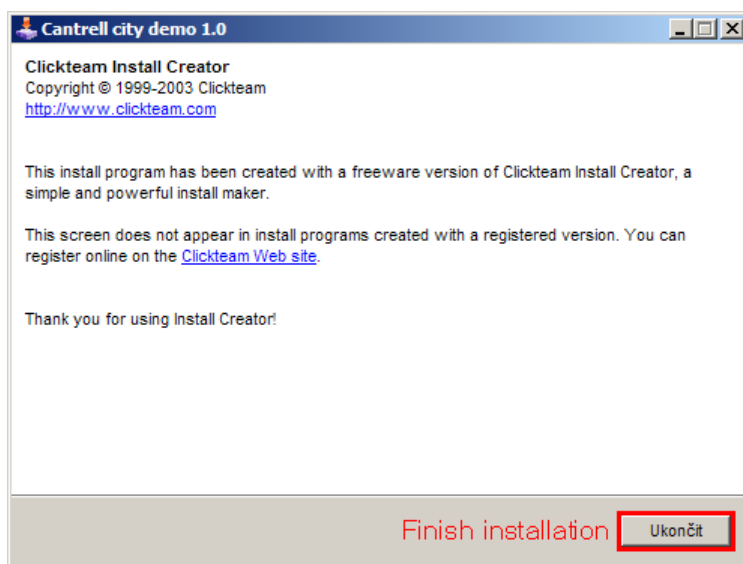 Cantrell city demo 1.0
Clickteam Install Creator
Copyright © 1999-2003 Clickteam
http://www.clickteam.com
This install program has been created with a freeware version of Clickteam Install Creator, a
simple and powerful install maker.
This screen does not appear in install programs created with a registered version. You can
register online on the Clickteam Web site.
Thank you for using Install Creator!
Finish installation Ukončit